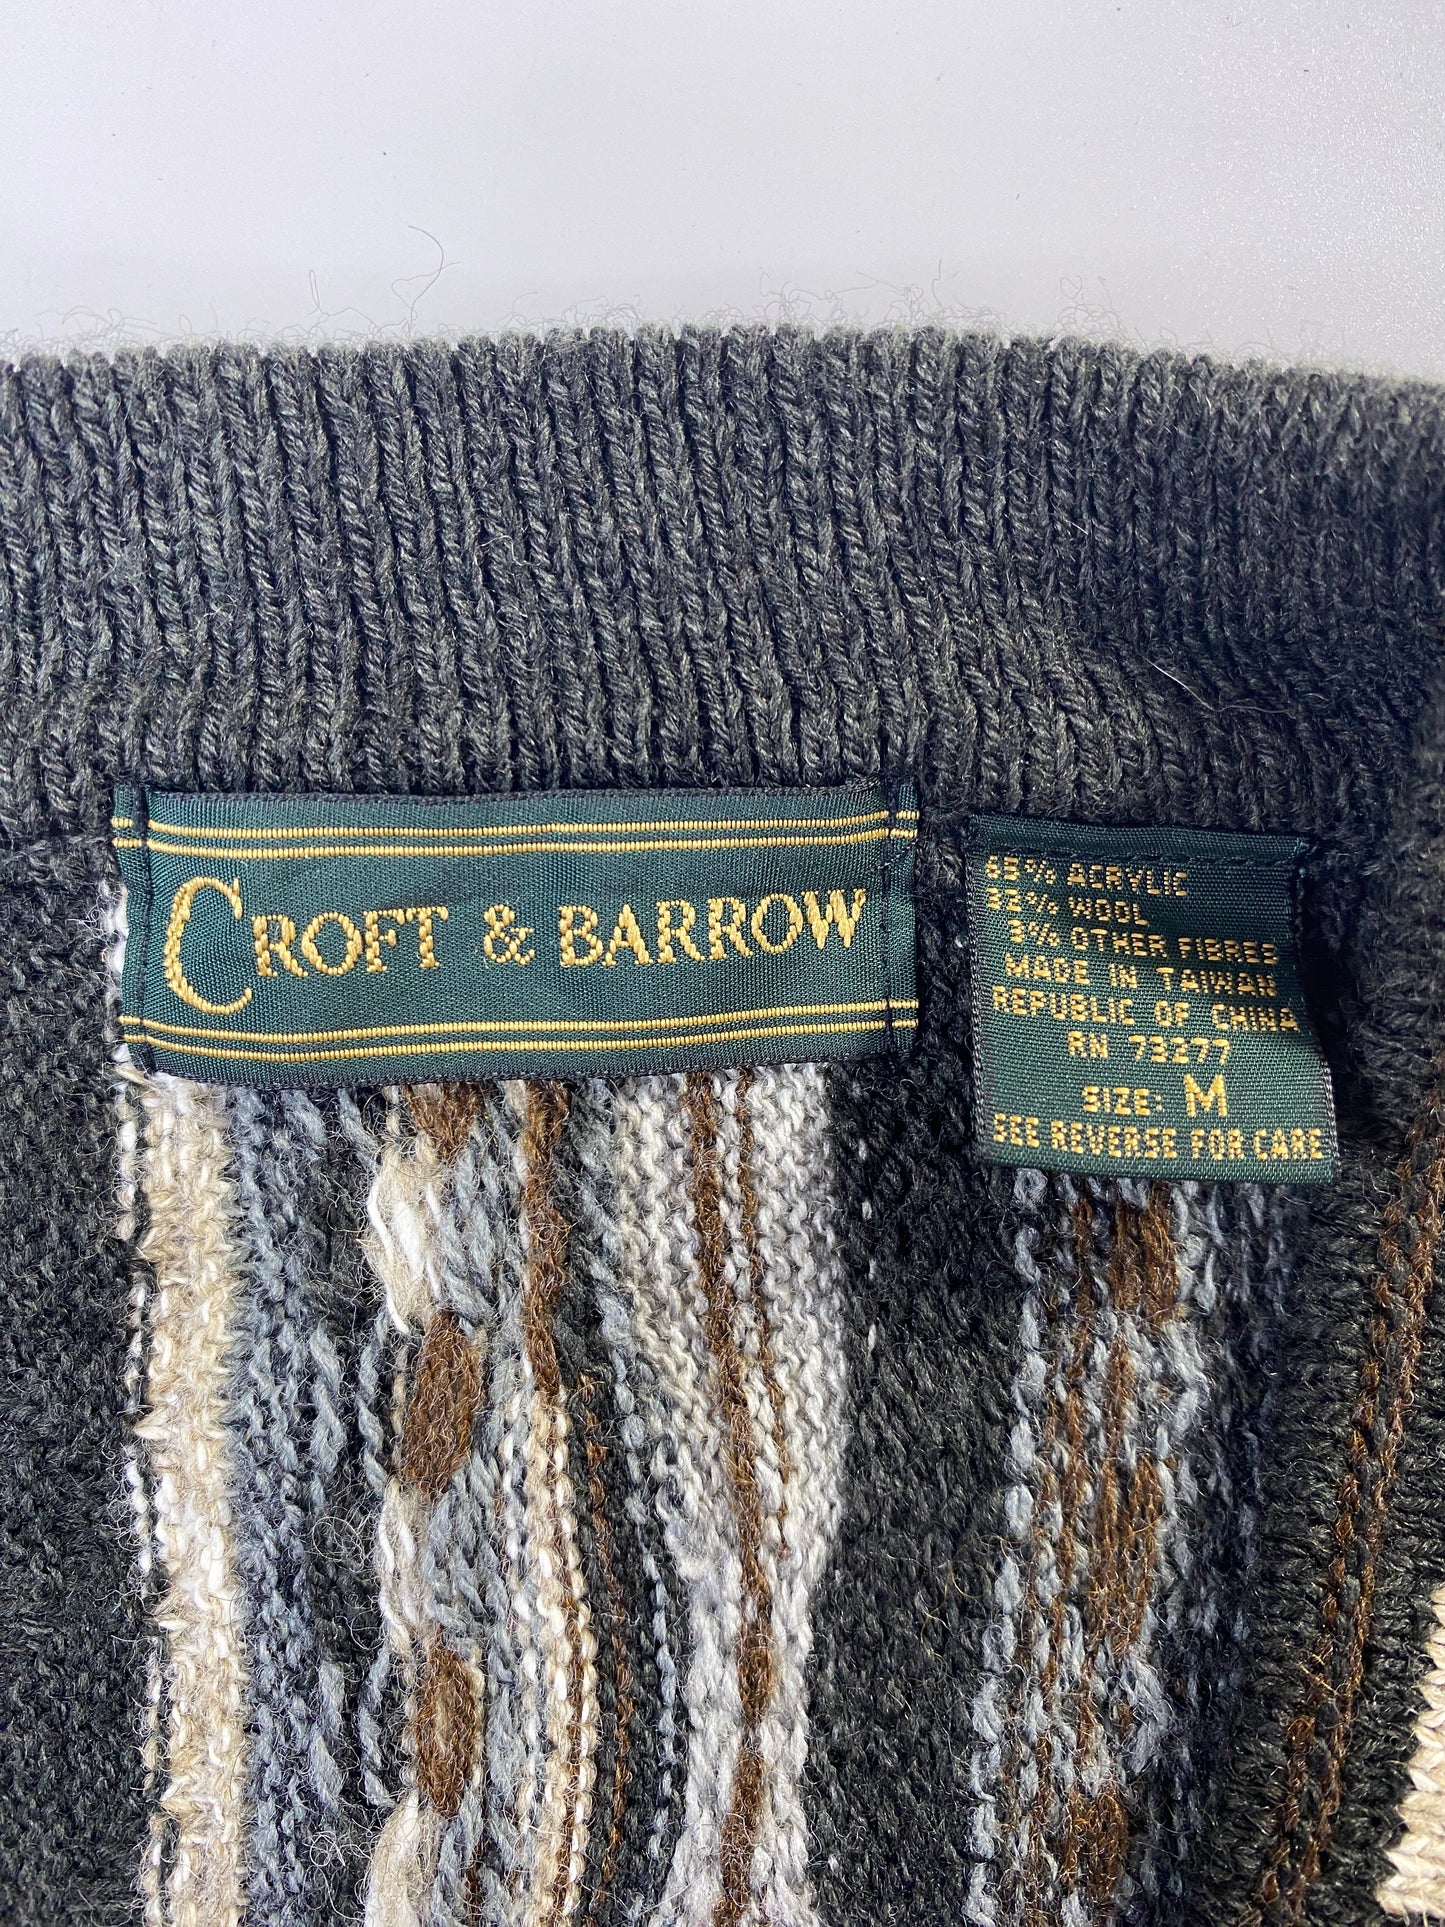 CROFT & BARROW
65% ACRYLIC
32% WOOL
3% OTHER FIBRES
MADE IN TAIWAN
REPUBLIC OF CHINA
RN 73277
SIZE: M
SEE REVERSE FOR CARE